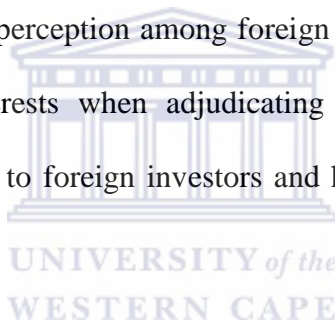 perception among foreign
rests when adjudicating
to foreign investors and
UNIVERSITY of the
WESTERN CAPE